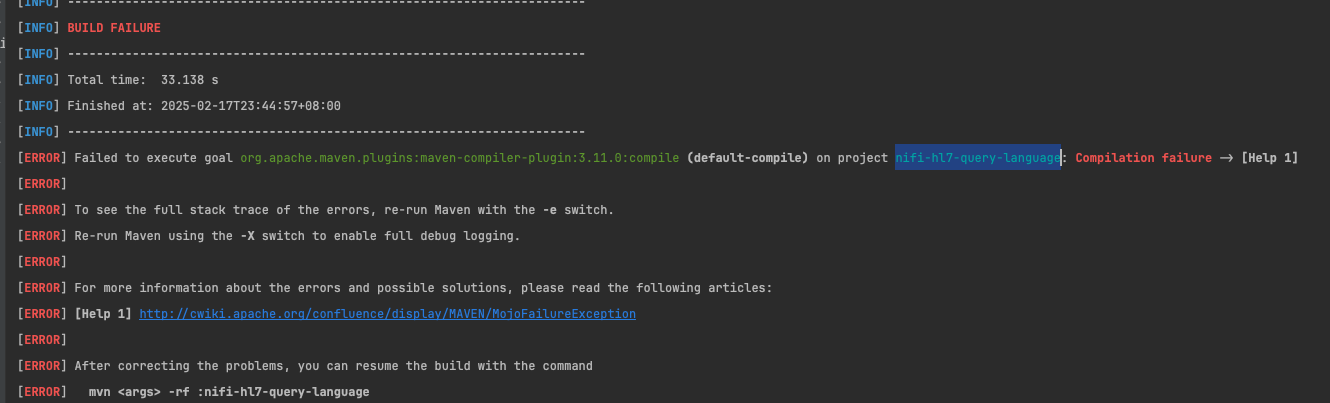 [INFO] ------------------------------------------------------------------------
[INFO] BUILD FAILURE
[INFO] ------------------------------------------------------------------------
[INFO] Total time:  33.138 s
[INFO] Finished at: 2025-02-17T23:44:57+08:00
[INFO] ------------------------------------------------------------------------
[ERROR] Failed to execute goal org.apache.maven.plugins:maven-compiler-plugin:3.11.0:compile (default-compile) on project nifi-hl7-query-language: Compilation failure -> [Help 1]
[ERROR]
[ERROR] To see the full stack trace of the errors, re-run Maven with the -e switch.
[ERROR] Re-run Maven using the -X switch to enable full debug logging.
[ERROR]
[ERROR] For more information about the errors and possible solutions, please read the following articles:
[ERROR] [Help 1] http://cwiki.apache.org/confluence/display/MAVEN/MojoFailureException
[ERROR]
[ERROR] After correcting the problems, you can resume the build with the command
[ERROR]   mvn <args> -rf :nifi-hl7-query-language